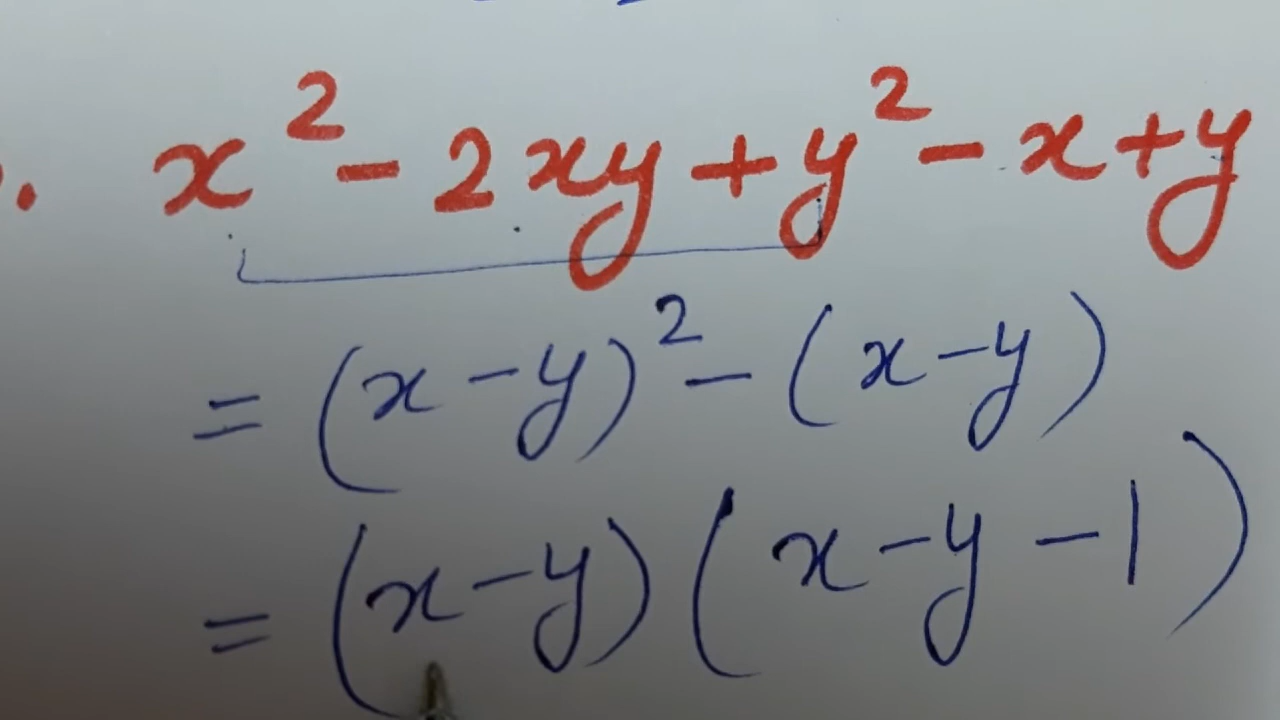 . x² - 2xy + y² - x + y
= (x - y)² - (x - y)
= (x - y) (x - y - 1)